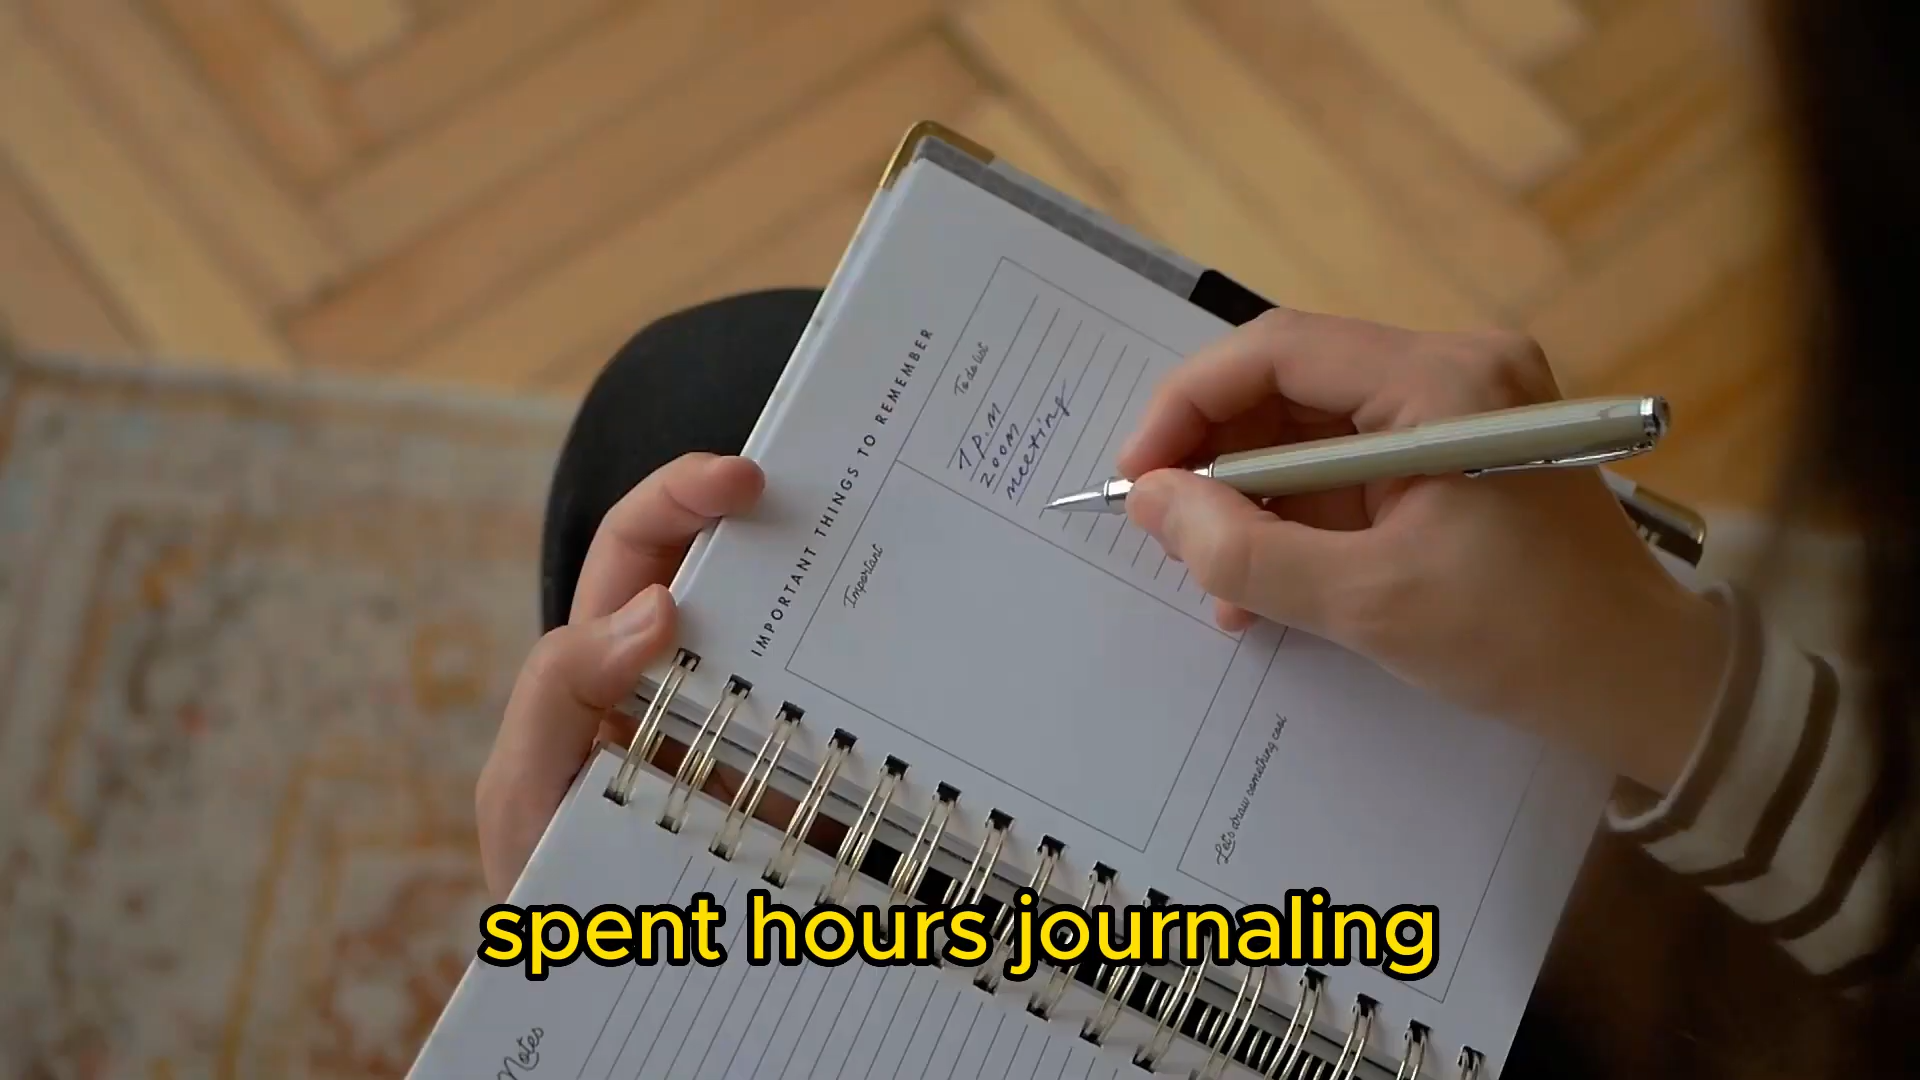 IMPORTANT THINGS TO REMEMBER
To do list
1 P.M
ZOOM
meeting
Important
Let's draw something cool
Notes
spent hours journaling